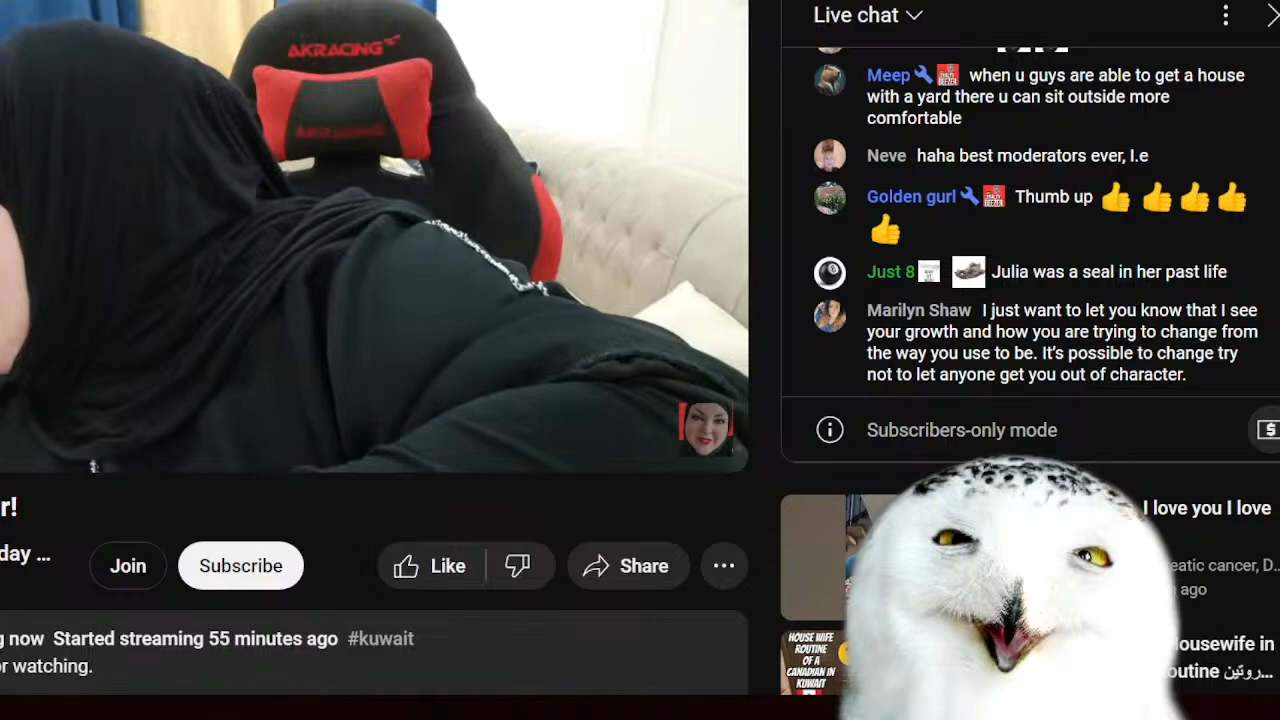 AKRACING
r!
day ...
Join
Subscribe
Like
Share
g now Started streaming 55 minutes ago #kuwait
or watching.
Live chat
Meep when u guys are able to get a house
with a yard there u can sit outside more
comfortable
Neve haha best moderators ever, I.e
Golden gurl Thumb up
Just 8 Julia was a seal in her past life
Marilyn Shaw I just want to let you know that I see
your growth and how you are trying to change from
the way you use to be. It's possible to change try
not to let anyone get you out of character.
Subscribers-only mode
I love you I love
eatic cancer, D...
ago
HOUSE WIFE
ROUTINE
OF A
CANADIAN IN
KUWAIT
ousewife in
outine روتين...